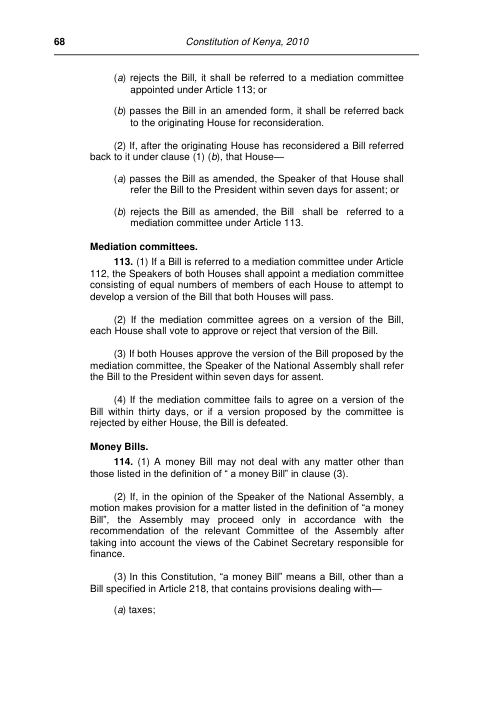 68 Constitution of Kenya, 2010
(a) rejects the Bill, it shall be referred to a mediation committee
appointed under Article 113; or
(b) passes the Bill in an amended form, it shall be referred back
to the originating House for reconsideration.
(2) If, after the originating House has reconsidered a Bill referred
back to it under clause (1) (b), that House—
(a) passes the Bill as amended, the Speaker of that House shall
refer the Bill to the President within seven days for assent; or
(b) rejects the Bill as amended, the Bill shall be referred to a
mediation committee under Article 113.
Mediation committees.
113. (1) If a Bill is referred to a mediation committee under Article
112, the Speakers of both Houses shall appoint a mediation committee
consisting of equal numbers of members of each House to attempt to
develop a version of the Bill that both Houses will pass.
(2) If the mediation committee agrees on a version of the Bill,
each House shall vote to approve or reject that version of the Bill.
(3) If both Houses approve the version of the Bill proposed by the
mediation committee, the Speaker of the National Assembly shall refer
the Bill to the President within seven days for assent.
(4) If the mediation committee fails to agree on a version of the
Bill within thirty days, or if a version proposed by the committee is
rejected by either House, the Bill is defeated.
Money Bills.
114. (1) A money Bill may not deal with any matter other than
those listed in the definition of “ a money Bill” in clause (3).
(2) If, in the opinion of the Speaker of the National Assembly, a
motion makes provision for a matter listed in the definition of “a money
Bill”, the Assembly may proceed only in accordance with the
recommendation of the relevant Committee of the Assembly after
taking into account the views of the Cabinet Secretary responsible for
finance.
(3) In this Constitution, “a money Bill” means a Bill, other than a
Bill specified in Article 218, that contains provisions dealing with—
(a) taxes;